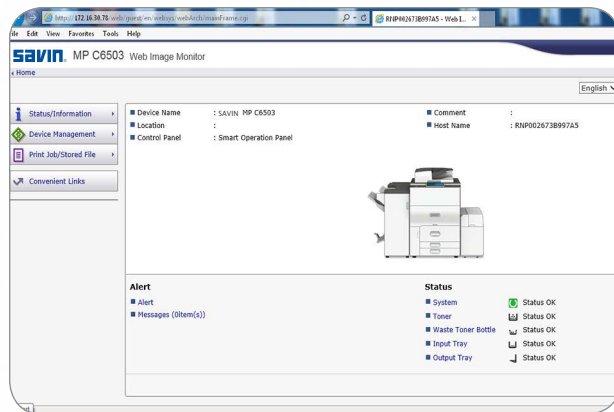 http://172.16.30.78/web/guest/en/websys/webArch/mainFrame.cgi
RNP002673B997A5 - Web I...
File Edit View Favorites Tools Help
SAVIN. MP C6503 Web Image Monitor
Home
English
Status/Information
Device Management
Print Job/Stored File
Convenient Links
Device Name : SAVIN MP C6503
Location :
Control Panel : Smart Operation Panel
Comment :
Host Name : RNP002673B997A5
Alert
Alert
Messages (0item(s))
Status
System Status OK
Toner Status OK
Waste Toner Bottle Status OK
Input Tray Status OK
Output Tray Status OK